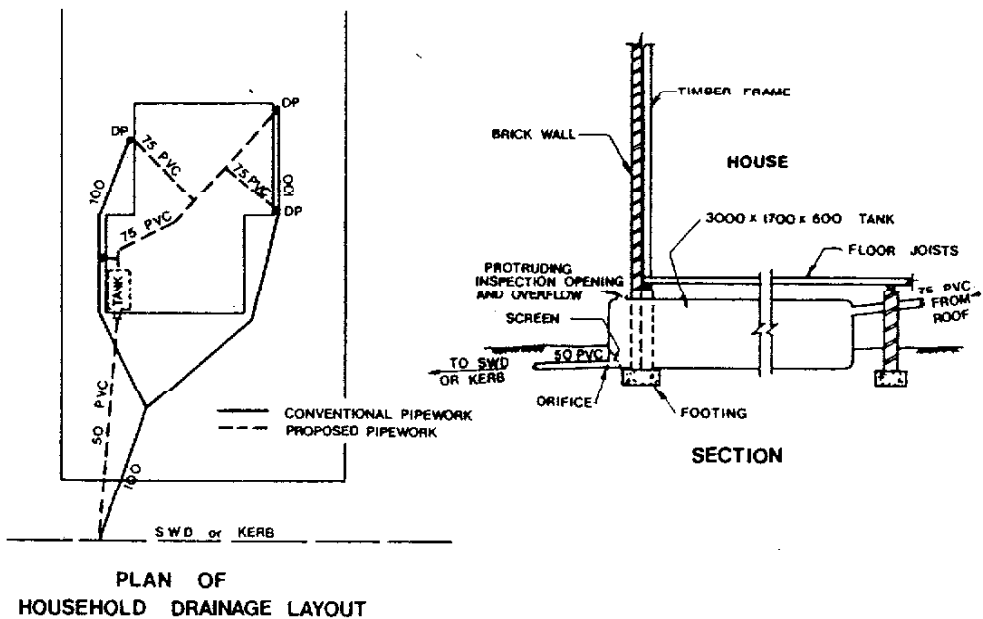 DP
DP
75 PVC
75 PVC
100
100
DP
75 PVC
TANK
50 PVC
100
CONVENTIONAL PIPEWORK
PROPOSED PIPEWORK
SWD or KERB
PLAN OF
HOUSEHOLD DRAINAGE LAYOUT
TIMBER FRAME
BRICK WALL
HOUSE
3000 x 1700 x 600 TANK
FLOOR JOISTS
PROTRUDING
INSPECTION OPENING
AND OVERFLOW
75 PVC
FROM
ROOF
SCREEN
50 PVC
TO SWD
OR KERB
ORIFICE
FOOTING
SECTION